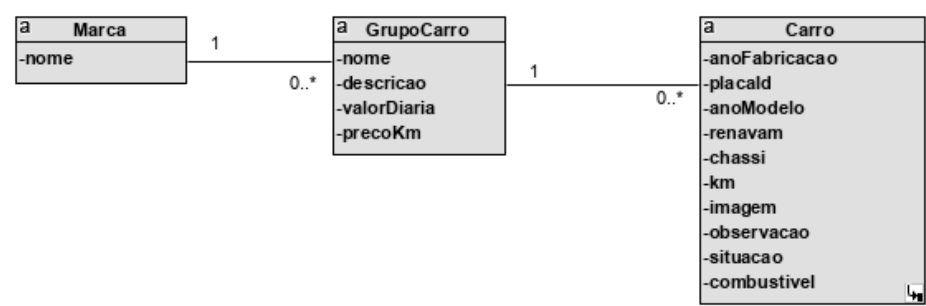 a Marca
-nome
1
0..*
a GrupoCarro
-nome
-descricao
-valorDiaria
-precoKm
1
0..*
a Carro
-anoFabricacao
-placaId
-anoModelo
-renavam
-chassi
-km
-imagem
-observacao
-situacao
-combustivel